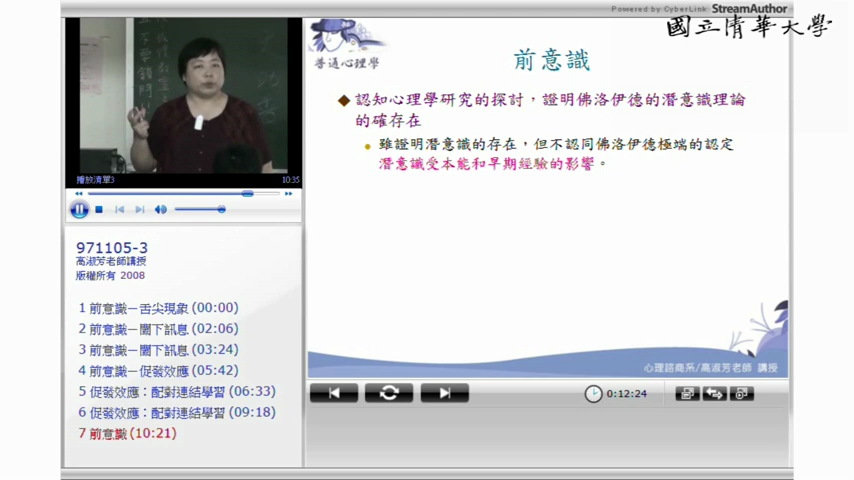 Powered by CyberLink StreamAuthor
國立清華大學
播放清單3
10:35
971105-3
高淑芳老師講授
版權所有 2008
1 前意識－舌尖現象 (00:00)
2 前意識－閾下訊息 (02:06)
3 前意識－閾下訊息 (03:24)
4 前意識－促發效應 (05:42)
5 促發效應：配對連結學習 (06:33)
6 促發效應：配對連結學習 (09:18)
7 前意識 (10:21)
普通心理學
前意識
認知心理學研究的探討，證明佛洛伊德的潛意識理論
的確存在
雖證明潛意識的存在，但不認同佛洛伊德極端的認定
潛意識受本能和早期經驗的影響。
心理諮商系/高淑芳老師 講授
0:12:24